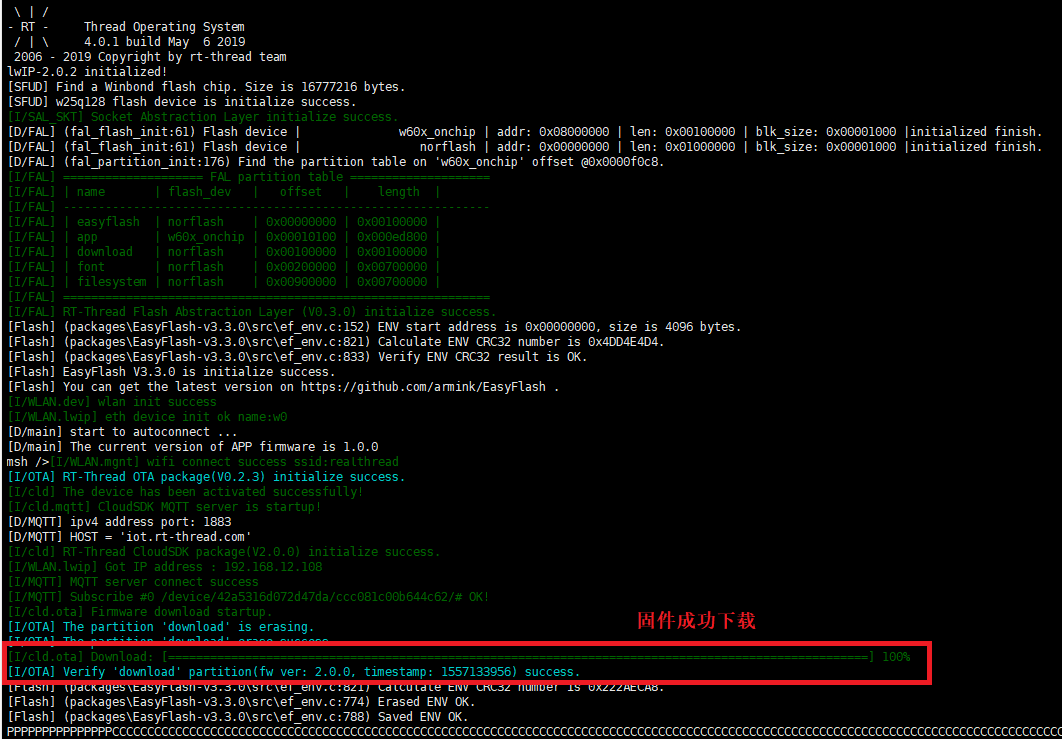 \ | /
- RT -     Thread Operating System
/ | \     4.0.1 build May  6 2019
2006 - 2019 Copyright by rt-thread team
lwIP-2.0.2 initialized!
[SFUD] Find a Winbond flash chip. Size is 16777216 bytes.
[SFUD] w25q128 flash device is initialize success.
[I/SAL_SKT] Socket Abstraction Layer initialize success.
[D/FAL] (fal_flash_init:61) Flash device |             w60x_onchip | addr: 0x08000000 | len: 0x00100000 | blk_size: 0x00001000 |initialized finish.
[D/FAL] (fal_flash_init:61) Flash device |                norflash | addr: 0x00000000 | len: 0x01000000 | blk_size: 0x00001000 |initialized finish.
[D/FAL] (fal_partition_init:176) Find the partition table on 'w60x_onchip' offset @0x0000f0c8.
[I/FAL] ==================== FAL partition table ====================
[I/FAL] | name       | flash_dev   |   offset   |    length  |
[I/FAL] -------------------------------------------------------------
[I/FAL] | easyflash  | norflash    | 0x00000000 | 0x00100000 |
[I/FAL] | app        | w60x_onchip | 0x00010100 | 0x000ed800 |
[I/FAL] | download   | norflash    | 0x00100000 | 0x00100000 |
[I/FAL] | font       | norflash    | 0x00200000 | 0x00700000 |
[I/FAL] | filesystem | norflash    | 0x00900000 | 0x00700000 |
[I/FAL] =============================================================
[I/FAL] RT-Thread Flash Abstraction Layer (V0.3.0) initialize success.
[Flash] (packages\EasyFlash-v3.3.0\src\ef_env.c:152) ENV start address is 0x00000000, size is 4096 bytes.
[Flash] (packages\EasyFlash-v3.3.0\src\ef_env.c:821) Calculate ENV CRC32 number is 0x4DD4E4D4.
[Flash] (packages\EasyFlash-v3.3.0\src\ef_env.c:833) Verify ENV CRC32 result is OK.
[Flash] EasyFlash V3.3.0 is initialize success.
[Flash] You can get the latest version on https://github.com/armink/EasyFlash .
[I/WLAN.dev] wlan init success
[I/WLAN.lwip] eth device init ok name:w0
[D/main] start to autoconnect ...
[D/main] The current version of APP firmware is 1.0.0
msh />[I/WLAN.mgnt] wifi connect success ssid:realthread
[I/OTA] RT-Thread OTA package(V0.2.3) initialize success.
[I/cld] The device has been activated successfully!
[I/cld.mqtt] CloudSDK MQTT server is startup!
[D/MQTT] ipv4 address port: 1883
[D/MQTT] HOST = 'iot.rt-thread.com'
[I/cld] RT-Thread CloudSDK package(V2.0.0) initialize success.
[I/WLAN.lwip] Got IP address : 192.168.12.108
[I/MQTT] MQTT server connect success
[I/MQTT] Subscribe #0 /device/42a5316d072d47da/ccc081c00b644c62/# OK!
[I/cld.ota] Firmware download startup.
固件成功下载
[I/OTA] The partition 'download' is erasing.
[I/OTA] The partition 'download' erase success.
[I/cld.ota] Download: [====================================================================================================] 100%
[I/OTA] Verify 'download' partition(fw ver: 2.0.0, timestamp: 1557133956) success.
[Flash] (packages\EasyFlash-v3.3.0\src\ef_env.c:821) Calculate ENV CRC32 number is 0x222AECA8.
[Flash] (packages\EasyFlash-v3.3.0\src\ef_env.c:774) Erased ENV OK.
[Flash] (packages\EasyFlash-v3.3.0\src\ef_env.c:788) Saved ENV OK.
PPPPPPPPPPPPPPPCCCCCCCCCCCCCCCCCCCCCCCCCCCCCCCCCCCCCCCCCCCCCCCCCCCCCCCCCCCCCCCCCCCCCCCCCCCCCCCCCCCCCCCCCCCCCCCCCCCCCCCCCCCCCCCCCCCCCCCCCCCCCCCCCCCCCCC